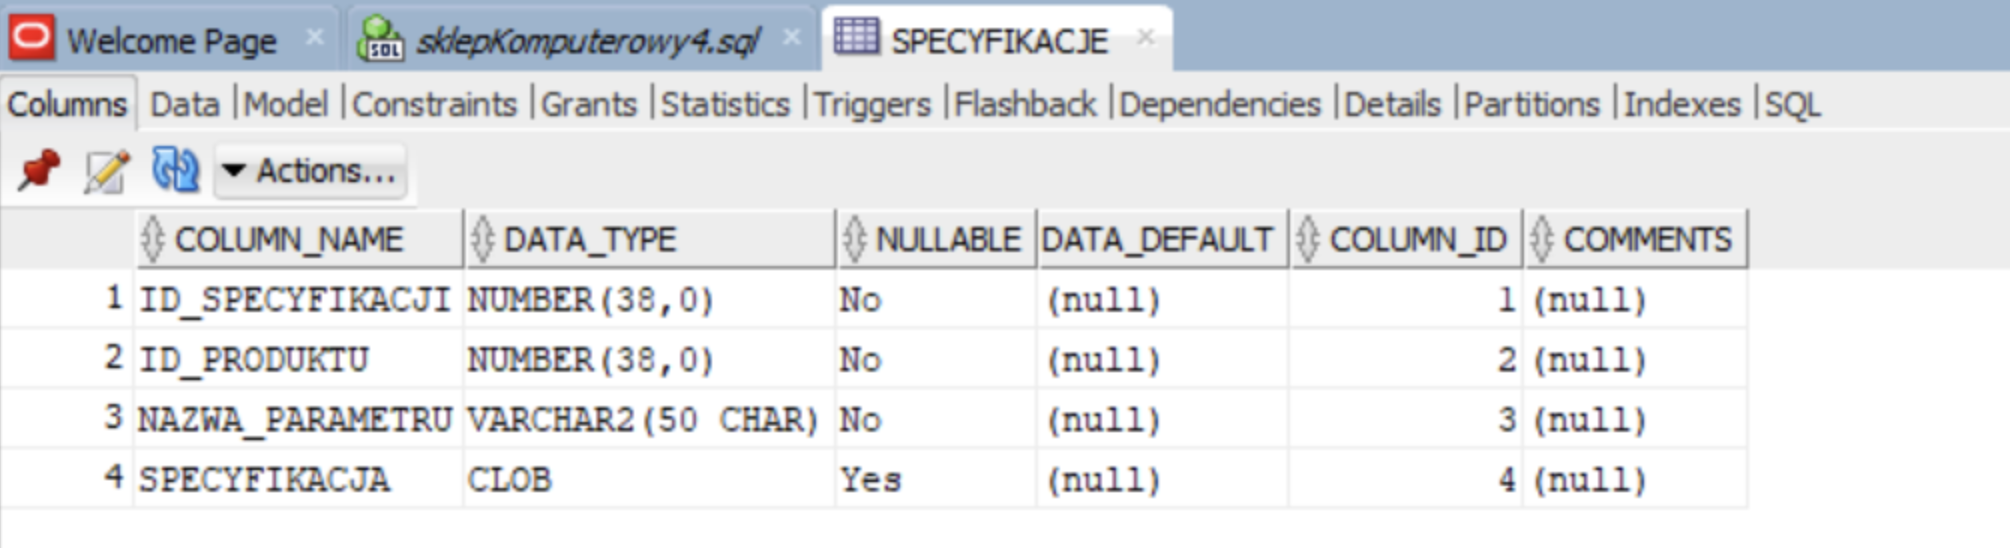 Welcome Page SQL sklepKomputerowy4.sql SPECYFIKACJE
Columns Data |Model |Constraints |Grants |Statistics |Triggers |Flashback |Dependencies |Details |Partitions |Indexes |SQL
Actions...
COLUMN_NAME DATA_TYPE NULLABLE DATA_DEFAULT COLUMN_ID COMMENTS
1 ID_SPECYFIKACJI NUMBER(38,0) No (null) 1 (null)
2 ID_PRODUKTU NUMBER(38,0) No (null) 2 (null)
3 NAZWA_PARAMETRU VARCHAR2(50 CHAR) No (null) 3 (null)
4 SPECYFIKACJA CLOB Yes (null) 4 (null)